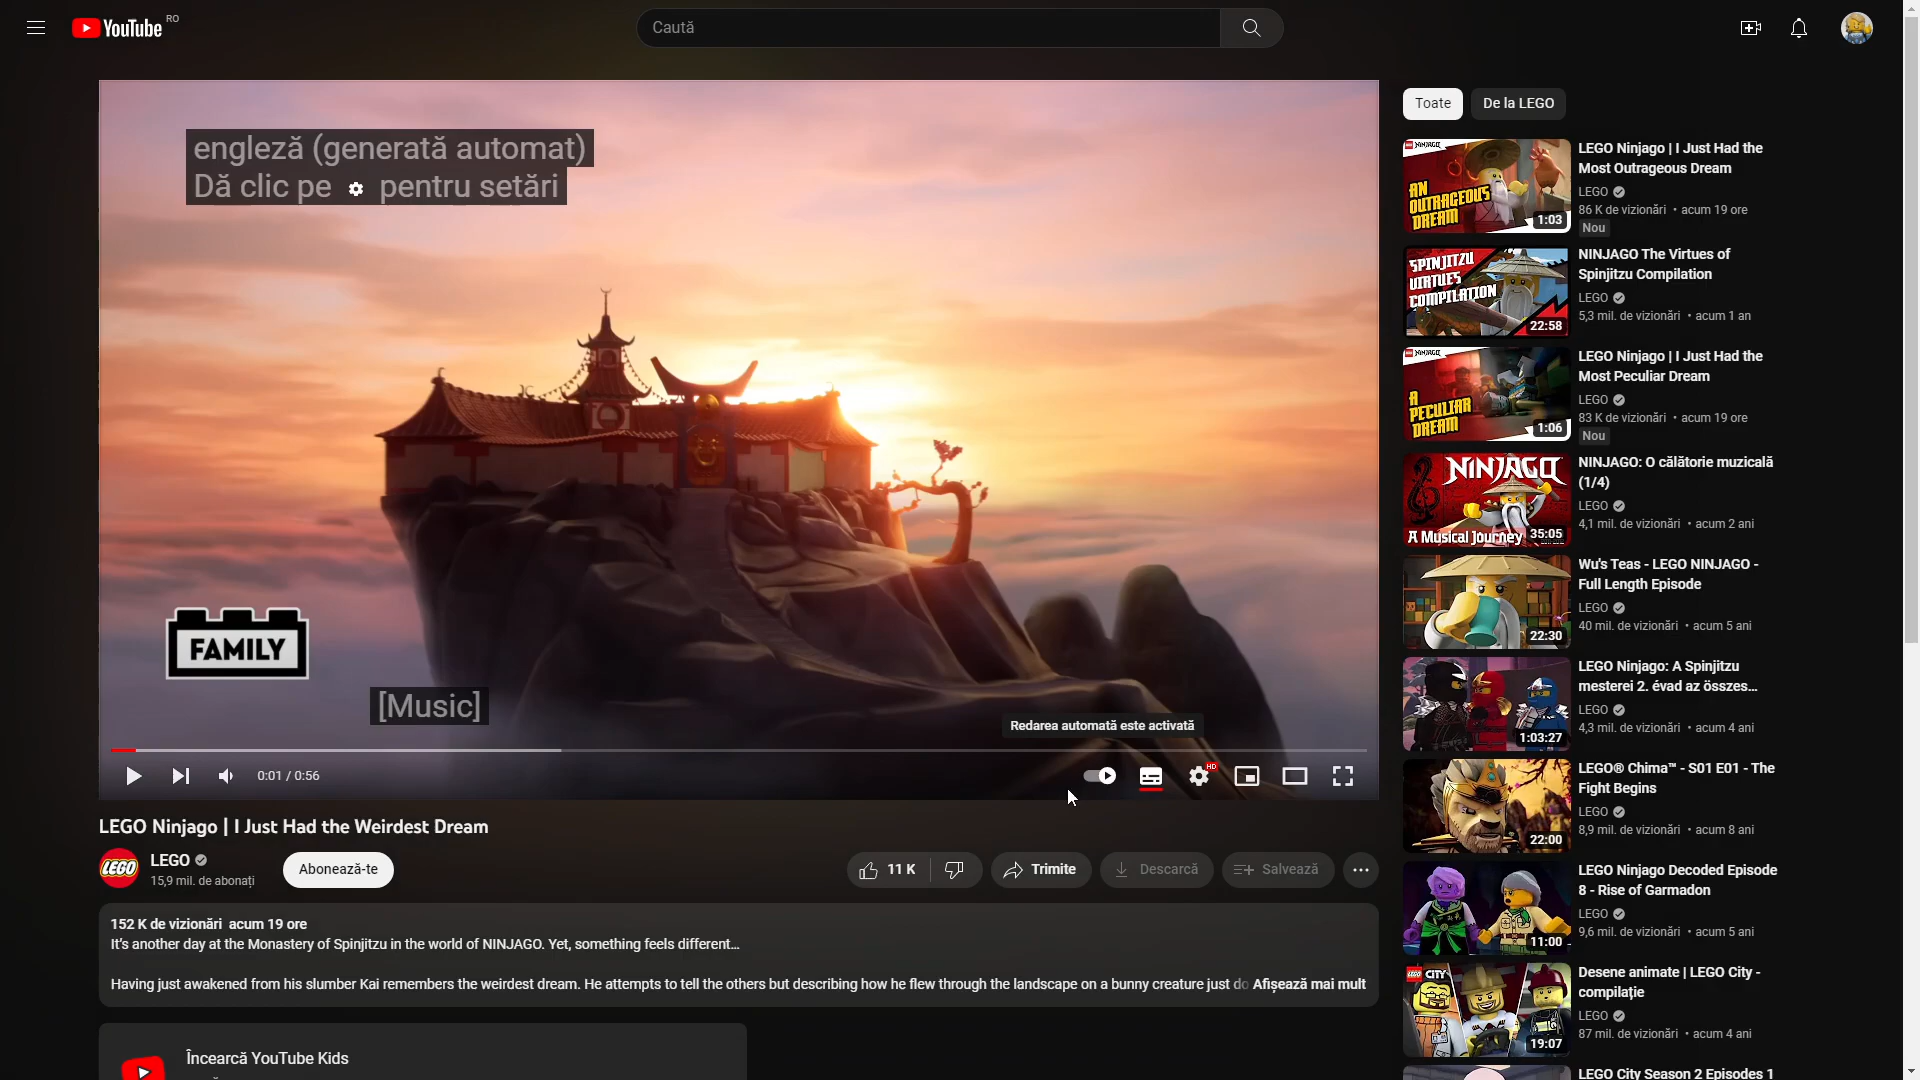 YouTube RO
Caută
engleză (generată automat)
Dă clic pe pentru setări
FAMILY
[Music]
Redarea automată este activată
0:01 / 0:56
HD
LEGO Ninjago | I Just Had the Weirdest Dream
LEGO
LEGO
15,9 mil. de abonați
Abonează-te
11 K
Trimite
Descarcă
Salvează
152 K de vizionări acum 19 ore
It's another day at the Monastery of Spinjitzu in the world of NINJAGO. Yet, something feels different...
Having just awakened from his slumber Kai remembers the weirdest dream. He attempts to tell the others but describing how he flew through the landscape on a bunny creature just do Afișează mai mult
Încearcă YouTube Kids
Toate
De la LEGO
NINJAGO
AN
OUTRAGEOUS
DREAM
1:03
LEGO Ninjago | I Just Had the
Most Outrageous Dream
LEGO
86 K de vizionări • acum 19 ore
Nou
SPINJITZU
VIRTUES
COMPILATION
22:58
NINJAGO The Virtues of
Spinjitzu Compilation
LEGO
5,3 mil. de vizionări • acum 1 an
NINJAGO
A
PECULIAR
DREAM
1:06
LEGO Ninjago | I Just Had the
Most Peculiar Dream
LEGO
83 K de vizionări • acum 19 ore
Nou
NINJAGO
A Musical Journey
35:05
NINJAGO: O călătorie muzicală
(1/4)
LEGO
4,1 mil. de vizionări • acum 2 ani
22:30
Wu's Teas - LEGO NINJAGO -
Full Length Episode
LEGO
40 mil. de vizionări • acum 5 ani
1:03:27
LEGO Ninjago: A Spinjitzu
mesterei 2. évad az összes...
LEGO
4,3 mil. de vizionări • acum 4 ani
22:00
LEGO® Chima™ - S01 E01 - The
Fight Begins
LEGO
8,9 mil. de vizionări • acum 8 ani
11:00
LEGO Ninjago Decoded Episode
8 - Rise of Garmadon
LEGO
9,6 mil. de vizionări • acum 5 ani
LEGO CITY
19:07
Desene animate | LEGO City -
compilație
LEGO
87 mil. de vizionări • acum 4 ani
LEGO City Season 2 Episodes 1